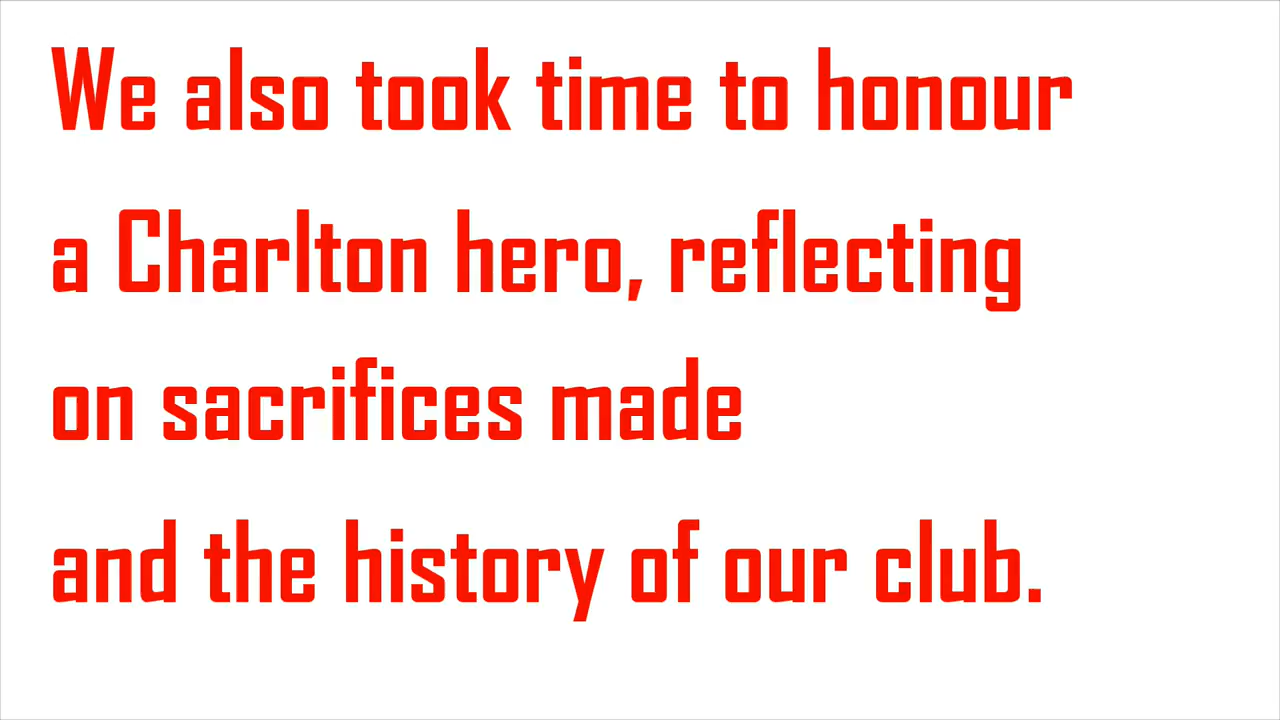 We also took time to honour
a Charlton hero, reflecting
on sacrifices made
and the history of our club.